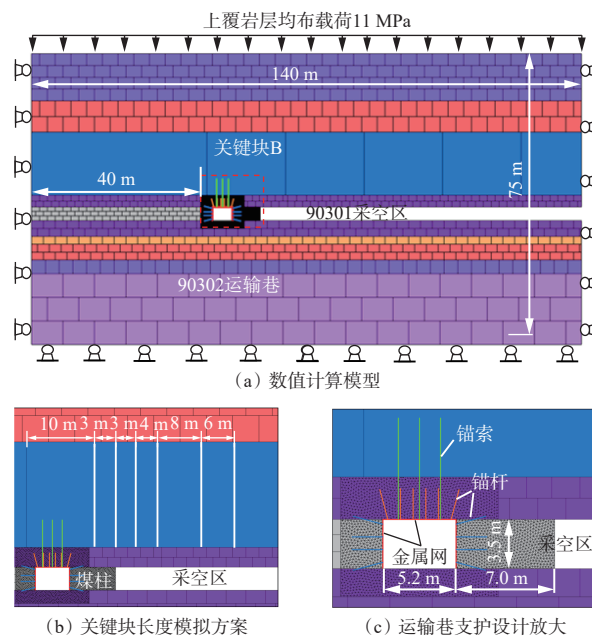 上覆岩层均布载荷11 MPa
140 m
关键块B
40 m
75 m
90301采空区
90302运输巷
(a) 数值计算模型
10 m 3 m 3 m 4 m 8 m 6 m
煤柱
采空区
(b) 关键块长度模拟方案
锚索
锚杆
金属网
3.5 m
采空区
5.2 m
7.0 m
(c) 运输巷支护设计放大